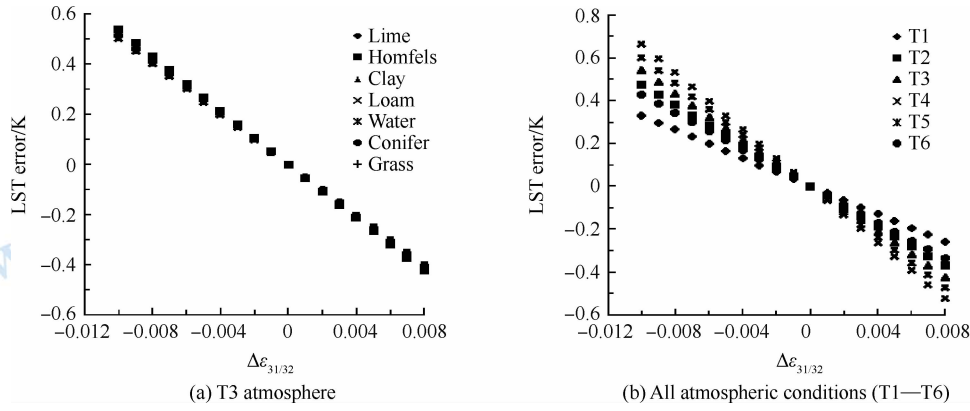 0.6
0.4
0.2
0
−0.2
−0.4
−0.6
LST error/K
−0.012
−0.008
−0.004
0
0.004
0.008
Δε31/32
Lime
Homfels
Clay
Loam
Water
Conifer
Grass
(a) T3 atmosphere
0.8
0.6
0.4
0.2
0
−0.2
−0.4
0.6
LST error/K
−0.012
−0.008
−0.004
0
0.004
0.008
Δε31/32
T1
T2
T3
T4
T5
T6
(b) All atmospheric conditions (T1—T6)